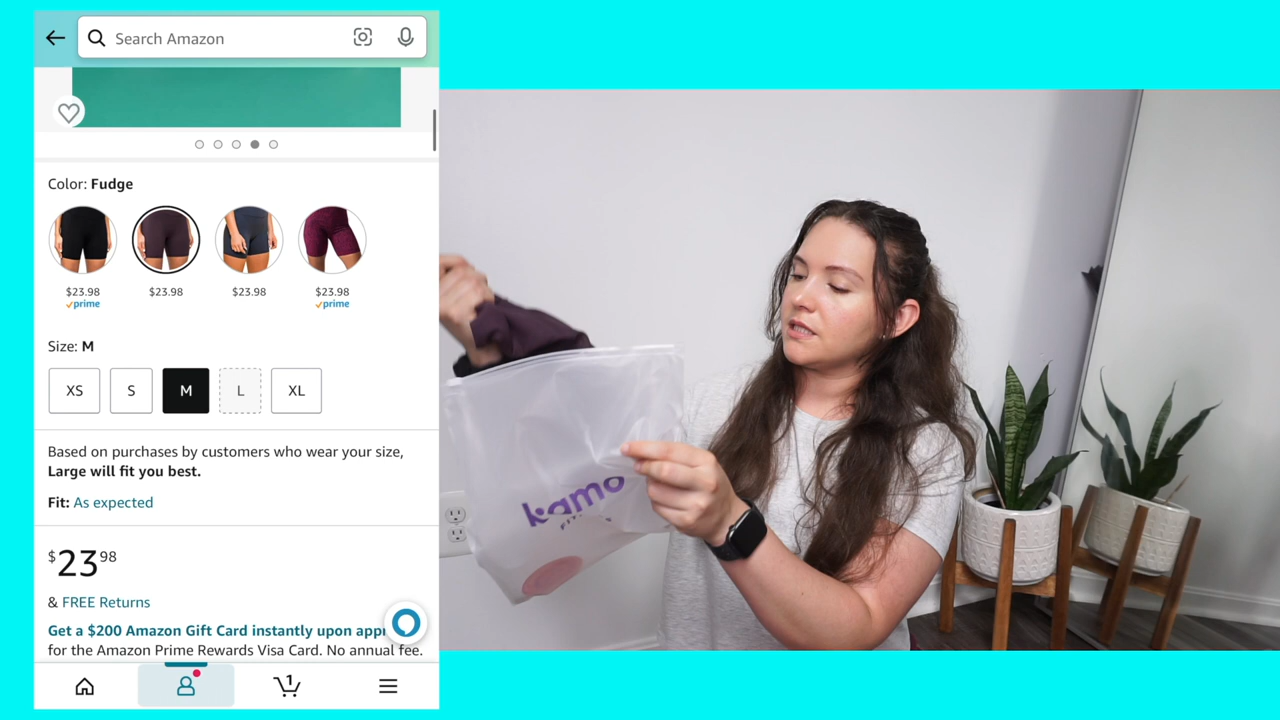 Search Amazon
Color: Fudge
$23.98 $23.98 $23.98 $23.98
prime prime
Size: M
XS S M L XL
Based on purchases by customers who wear your size,
Large will fit you best.
Fit: As expected
$23 98
& FREE Returns
Get a $200 Amazon Gift Card instantly upon appr
for the Amazon Prime Rewards Visa Card. No annual fee.
1
kamo